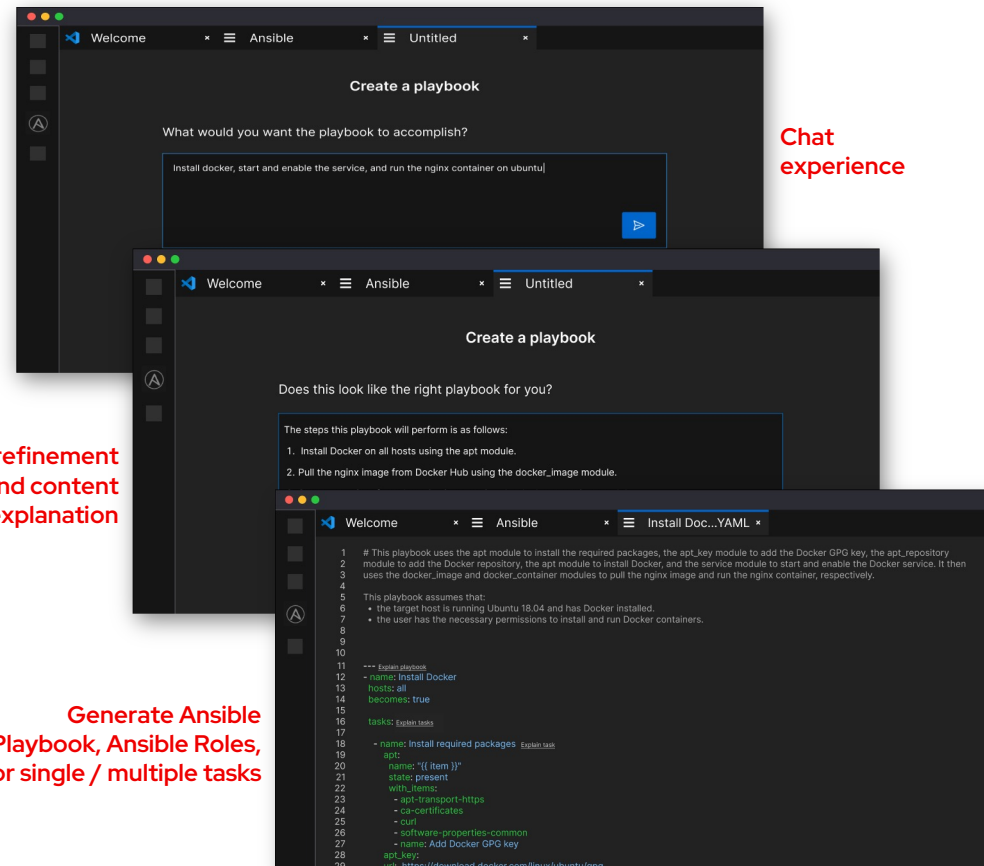 Welcome × Ansible × Untitled ×
Create a playbook
What would you want the playbook to accomplish?
Install docker, start and enable the service, and run the nginx container on ubuntu
Chat
experience
Welcome × Ansible × Untitled ×
Create a playbook
Does this look like the right playbook for you?
The steps this playbook will perform is as follows:
1. Install Docker on all hosts using the apt module.
2. Pull the nginx image from Docker Hub using the docker_image module.
refinement
nd content
explanation
Welcome × Ansible × Install Doc...YAML ×
1 # This playbook uses the apt module to install the required packages, the apt_key module to add the Docker GPG key, the apt_repository
2 module to add the Docker repository, the apt module to install Docker, and the service module to start and enable the Docker service. It then
3 uses the docker_image and docker_container modules to pull the nginx image and run the nginx container, respectively.
4
5 This playbook assumes that:
6 • the target host is running Ubuntu 18.04 and has Docker installed.
7 • the user has the necessary permissions to install and run Docker containers.
8
9
10
11 --- Explain playbook
12 - name: Install Docker
13 hosts: all
14 becomes: true
15
16 tasks: Explain tasks
17
18 - name: Install required packages Explain task
19 apt:
20 name: "{{ item }}"
21 state: present
22 with_items:
23 - apt-transport-https
24 - ca-certificates
25 - curl
26 - software-properties-common
27 - name: Add Docker GPG key
28 apt_key:
29 url: https://download.docker.com/linux/ubuntu/gpg
Generate Ansible
Playbook, Ansible Roles,
or single / multiple tasks